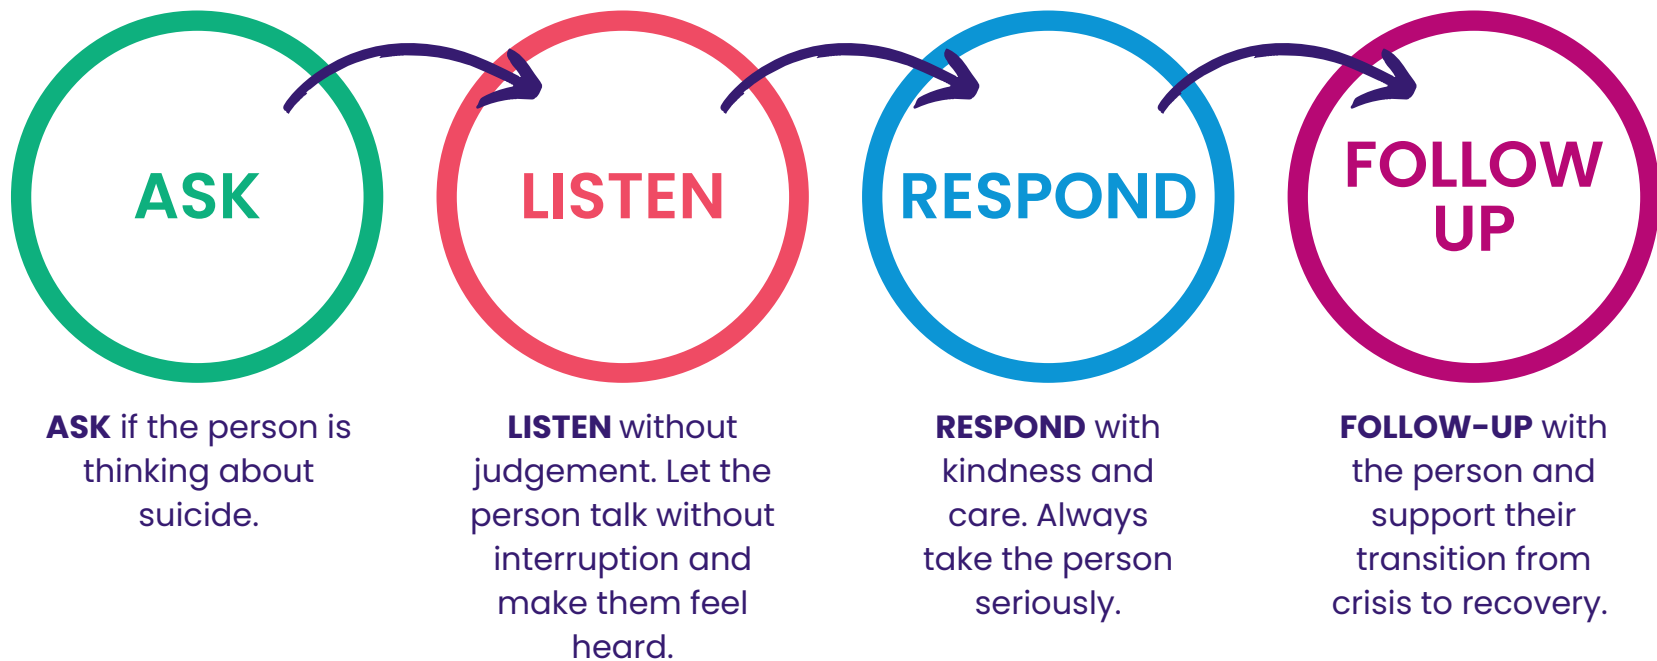 ASK
LISTEN
RESPOND
FOLLOW
UP
ASK if the person is
thinking about
suicide.
LISTEN without
judgement. Let the
person talk without
interruption and
make them feel
heard.
RESPOND with
kindness and
care. Always
take the person
seriously.
FOLLOW-UP with
the person and
support their
transition from
crisis to recovery.